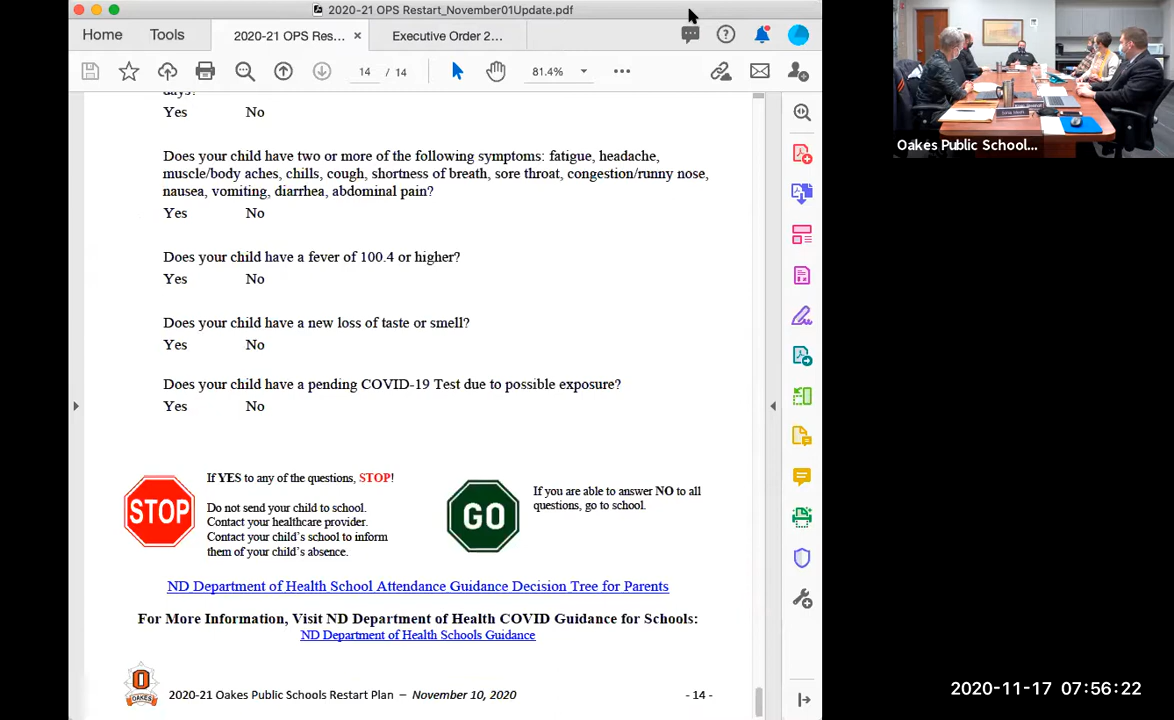 2020-21 OPS Restart_November01Update.pdf
Home Tools 2020-21 OPS Res... × Executive Order 2...
14 / 14 81.4%
days?
Yes No
Does your child have two or more of the following symptoms: fatigue, headache,
muscle/body aches, chills, cough, shortness of breath, sore throat, congestion/runny nose,
nausea, vomiting, diarrhea, abdominal pain?
Yes No
Does your child have a fever of 100.4 or higher?
Yes No
Does your child have a new loss of taste or smell?
Yes No
Does your child have a pending COVID-19 Test due to possible exposure?
Yes No
STOP
If YES to any of the questions, STOP!
Do not send your child to school.
Contact your healthcare provider.
Contact your child's school to inform
them of your child's absence.
GO
If you are able to answer NO to all
questions, go to school.
ND Department of Health School Attendance Guidance Decision Tree for Parents
For More Information, Visit ND Department of Health COVID Guidance for Schools:
ND Department of Health Schools Guidance
OAKES
2020-21 Oakes Public Schools Restart Plan – November 10, 2020 - 14 -
Oakes Public School...
2020-11-17 07:56:22